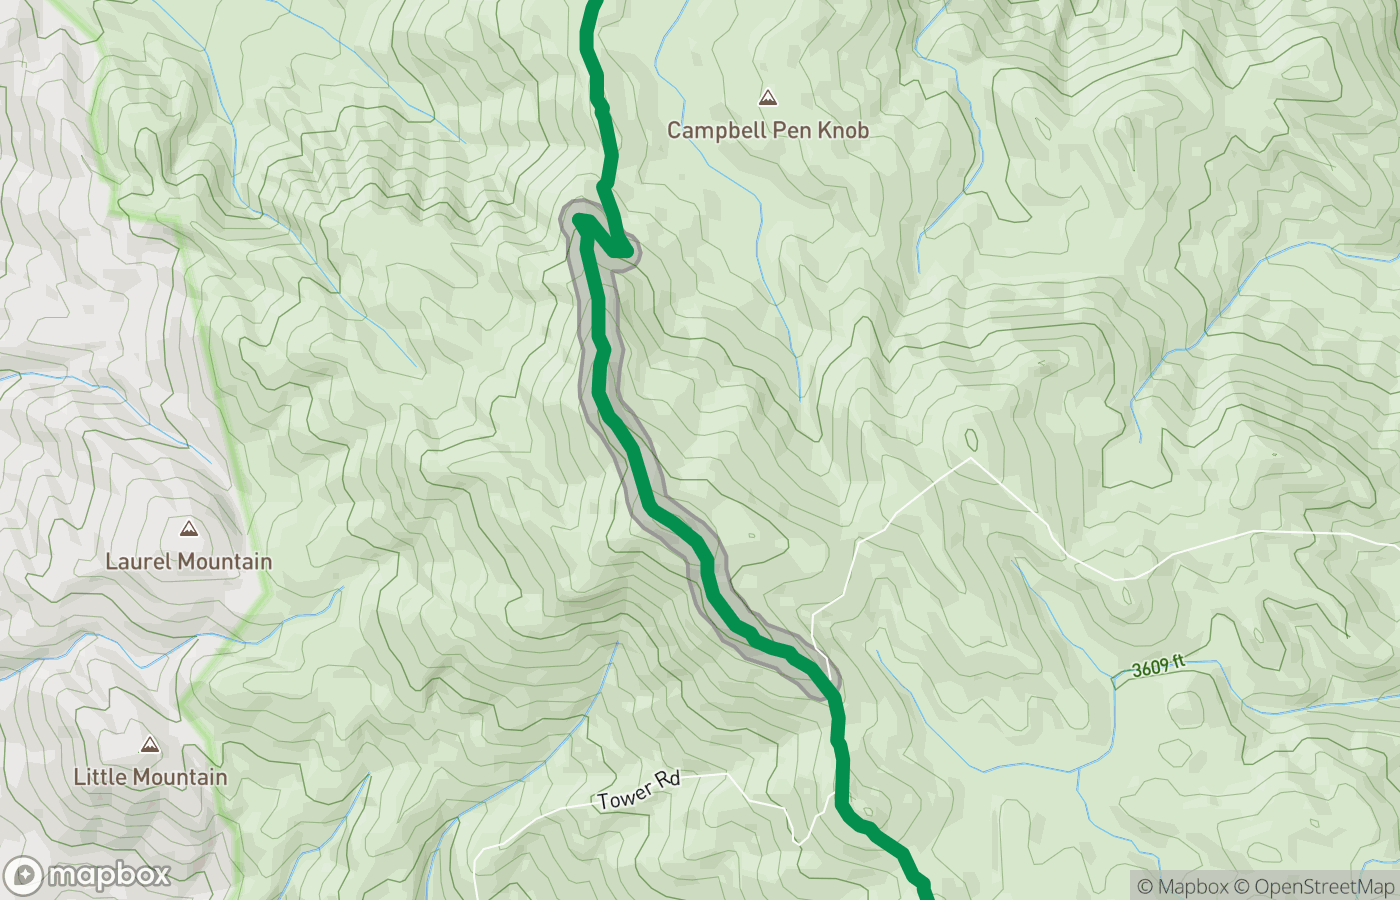 Campbell Pen Knob
Laurel Mountain
3609 ft
Little Mountain
Tower Rd
mapbox
© Mapbox © OpenStreetMap